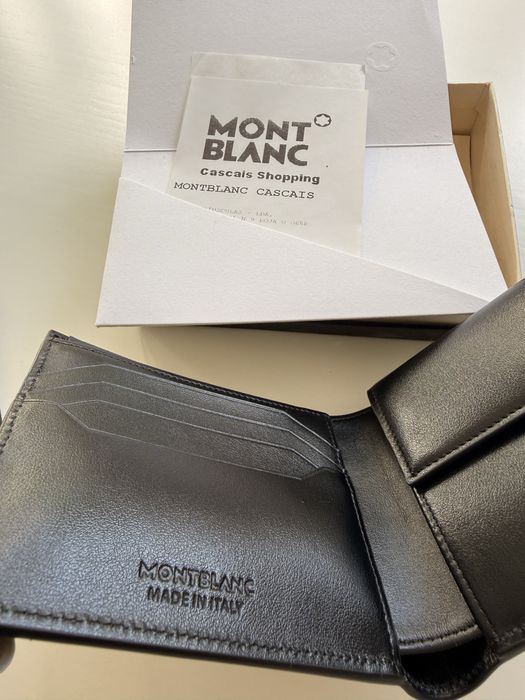 MONT
BLANC
Cascais Shopping
MONTBLANC CASCAIS
MONTBLANC
MADE IN ITALY